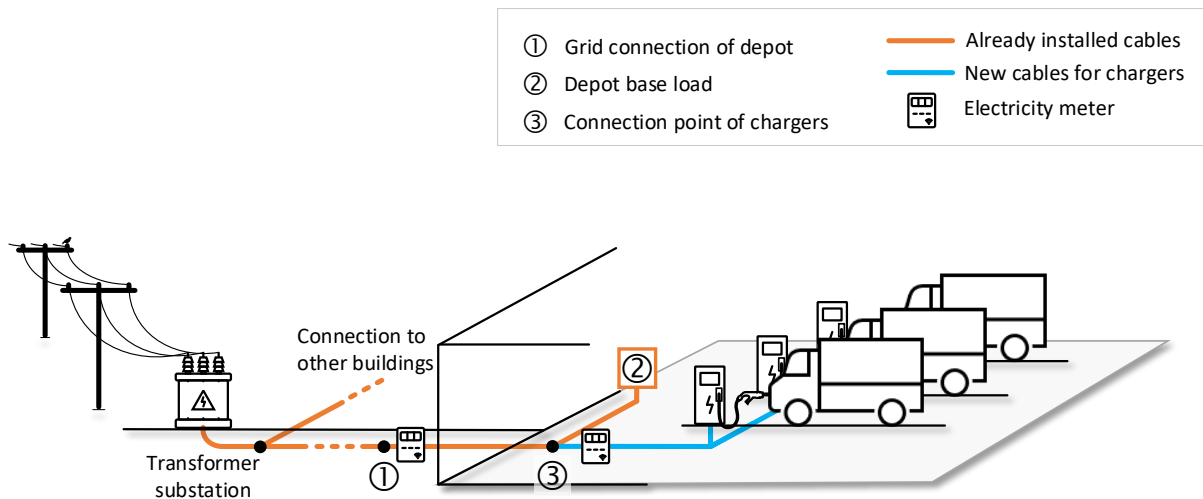 ① Grid connection of depot
② Depot base load
③ Connection point of chargers
Already installed cables
New cables for chargers
Electricity meter
Connection to
other buildings
②
Transformer
substation
①
③